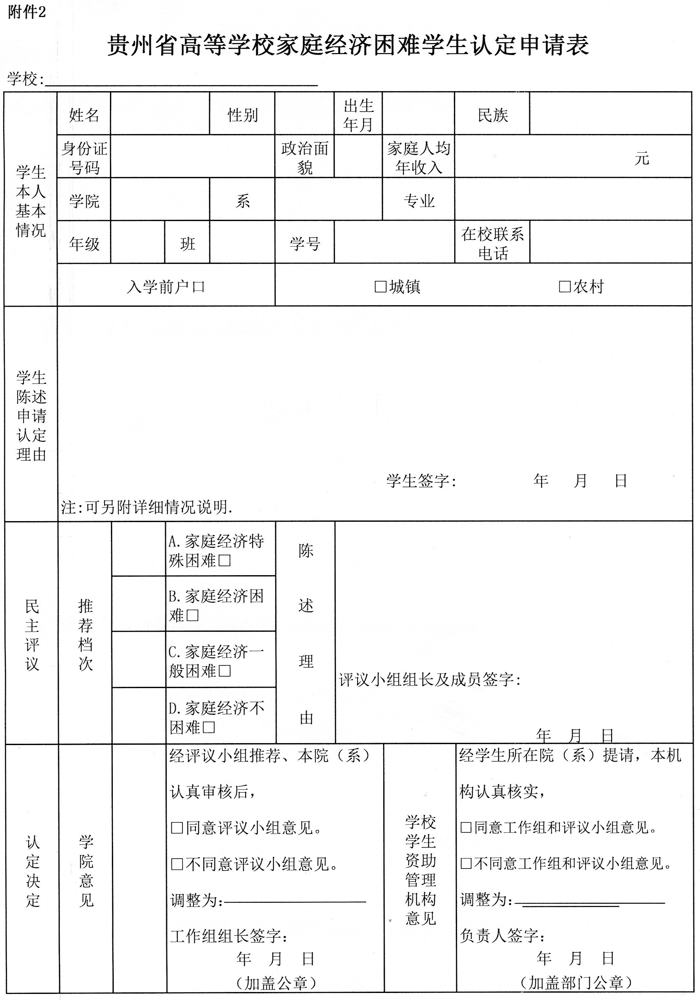 附件2
贵州省高等学校家庭经济困难学生认定申请表
学校:
学生
本人
基本
情况
姓名
性别
出生
年月
民族
身份证
号码
政治面
貌
家庭人均
年收入
元
学院
系
专业
年级
班
学号
在校联系
电话
入学前户口
□城镇
□农村
学生
陈述
申请
认定
理由
学生签字: 年 月 日
注:可另附详细情况说明.
民
主
评
议
推
荐
档
次
A.家庭经济特
殊困难□
B.家庭经济困
难□
C.家庭经济一
般困难□
D.家庭经济不
困难□
陈
述
理
由
评议小组组长及成员签字:
年 月 日
认
定
决
定
学
院
意
见
经评议小组推荐、本院（系）
认真审核后，
□同意评议小组意见。
□不同意评议小组意见。
调整为:
工作组组长签字:
年 月 日
（加盖公章）
学校
学生
资助
管理
机构
意见
经学生所在院（系）提请，本机
构认真核实，
□同意工作组和评议小组意见。
□不同意工作组和评议小组意见。
调整为:
负责人签字:
年 月 日
（加盖部门公章）